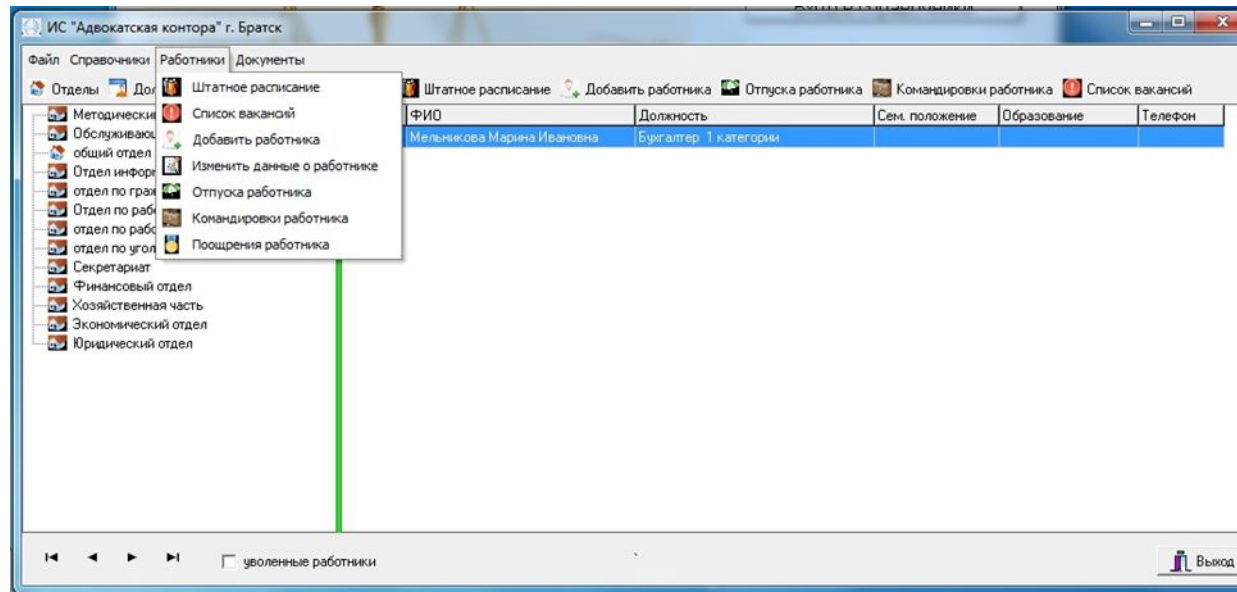 ИС "Адвокатская контора" г. Братск
Файл Справочники Работники Документы
Отделы Штатное расписание Добавить работника Отпуска работника Командировки работника Список вакансий
Штатное расписание
Список вакансий
Добавить работника
Изменить данные о работнике
Отпуска работника
Командировки работника
Поощрения работника
общий отдел
Секретариат
Финансовый отдел
Хозяйственная часть
Экономический отдел
Юридический отдел
ФИО Должность Сем. положение Образование Телефон
Мельникова Марина Ивановна Бухгалтер 1 категории
уволенные работники
Выход